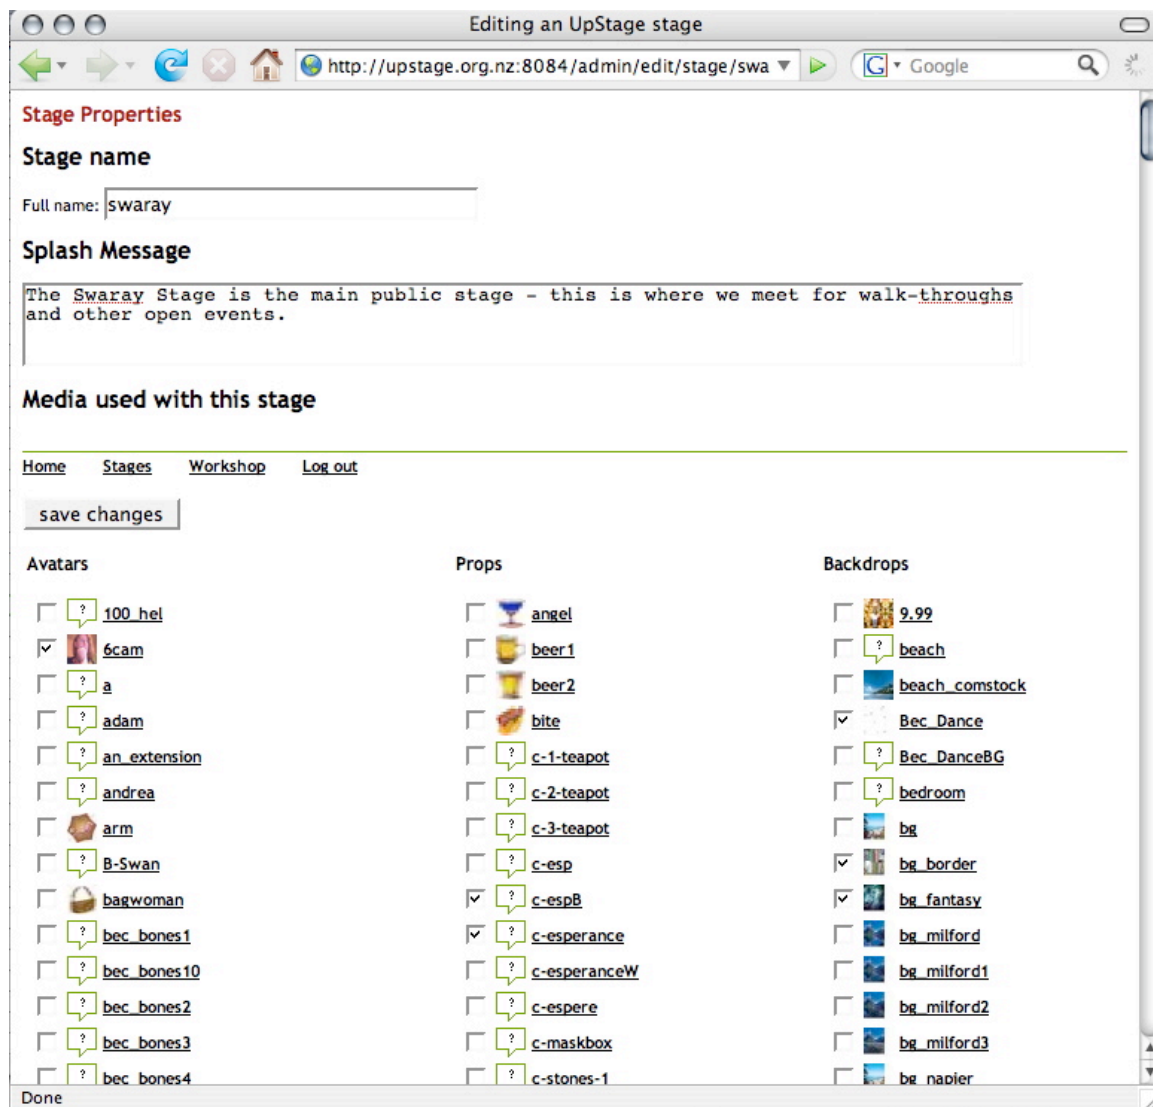 Editing an UpStage stage
http://upstage.org.nz:8084/admin/edit/stage/swa
G Google
Stage Properties
Stage name
Full name: swaray
Splash Message
The Swaray Stage is the main public stage - this is where we meet for walk-throughs
and other open events.
Media used with this stage
Home Stages Workshop Log out
save changes
Avatars Props Backdrops
? 100_hel angel 9.99
6cam beer1 ? beach
? a beer2 beach_comstock
? adam bite Bec_Dance
? an_extension ? c-1-teapot ? Bec_DanceBG
? andrea ? c-2-teapot ? bedroom
arm ? c-3-teapot bg
? B-Swan ? c-esp bg_border
bagwoman ? c-espB bg_fantasy
? bec_bones1 ? c-esperance bg_milford
? bec_bones10 ? c-esperanceW bg_milford1
? bec_bones2 ? c-espere bg_milford2
? bec_bones3 ? c-maskbox bg_milford3
? bec_bones4 ? c-stones-1 bg_napier
Done